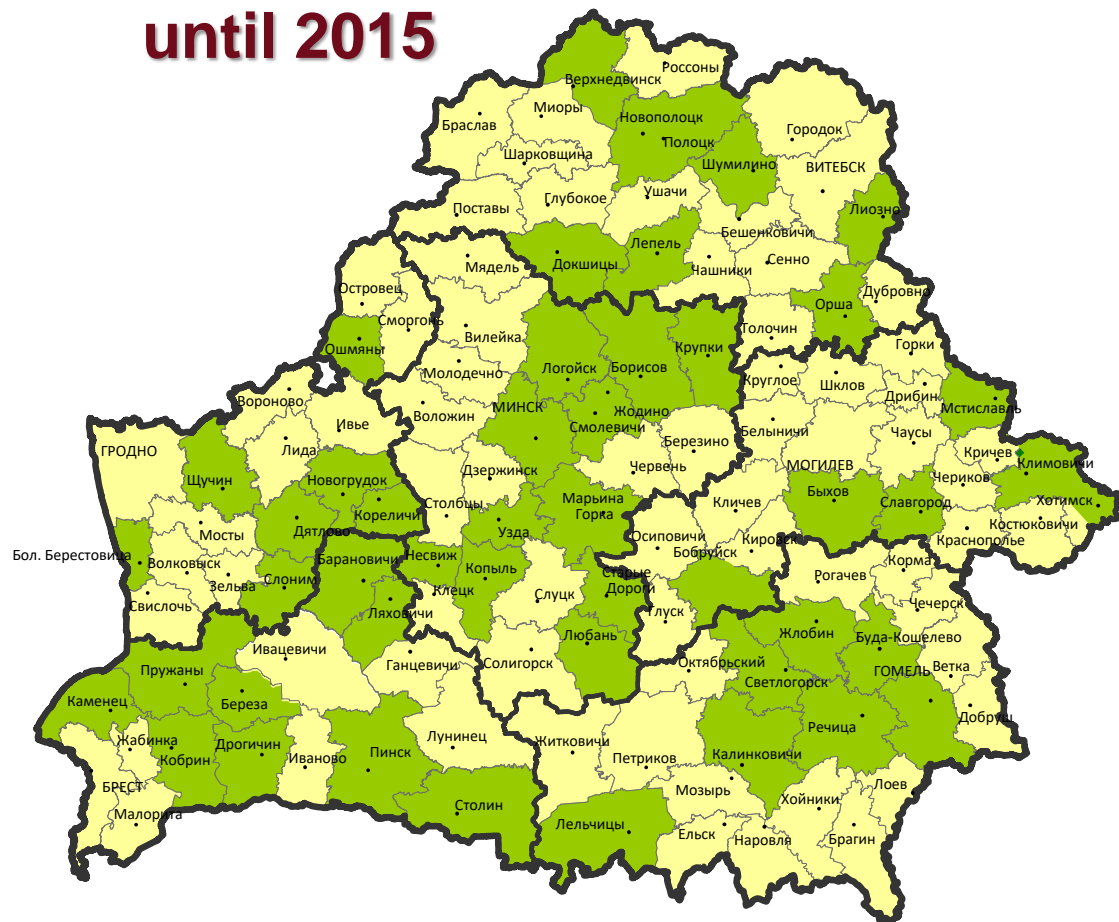 until 2015
Россоны
Верхнедвинск
Миоры
Браслав
Новополоцк
Полоцк
Городок
Шарковщина
Шумилино
ВИТЕБСК
Ушачи
Глубокое
Поставы
Лиозно
Бешенковичи
Лепель
Докшицы
Сенно
Чашники
Мядель
Островец
Дубровно
Орша
Сморгонь
Толочин
Вилейка
Ошмяны
Горки
Крупки
Логойск
Борисов
Молодечно
Круглое
Шклов
Дрибин
Вороново
Воложин
МИНСК
Жодино
Смолевичи
Мстиславль
Ивье
Белыничи
Чаусы
Березино
ГРОДНО
Лида
Кричев
Климовичи
Дзержинск
Червень
МОГИЛЕВ
Щучин
Новогрудок
Чериков
Столбцы
Марьина
Горка
Кличев
Быхов
Славгород
Хотимск
Кореличи
Узда
Костюковичи
Мосты
Дятлово
Осиповичи
Кировск
Краснополье
Бол. Берестовица
Барановичи
Несвиж
Бобруйск
Волковыск
Копыль
Старые
Дороги
Корма
Рогачев
Зельва
Слоним
Клецк
Слуцк
Свислочь
Ляховичи
Глуск
Чечерск
Жлобин
Любань
Буда-Кошелево
Ивацевичи
Ганцевичи
Солигорск
Октябрьский
Светлогорск
ГОМЕЛЬ
Ветка
Пружаны
Каменец
Береза
Добруш
Речица
Жабинка
Кобрин
Дрогичин
Иваново
Пинск
Лунинец
Житковичи
Петриков
Калинковичи
БРЕСТ
Мозырь
Лоев
Хойники
Малорита
Столин
Лельчицы
Ельск
Наровля
Брагин